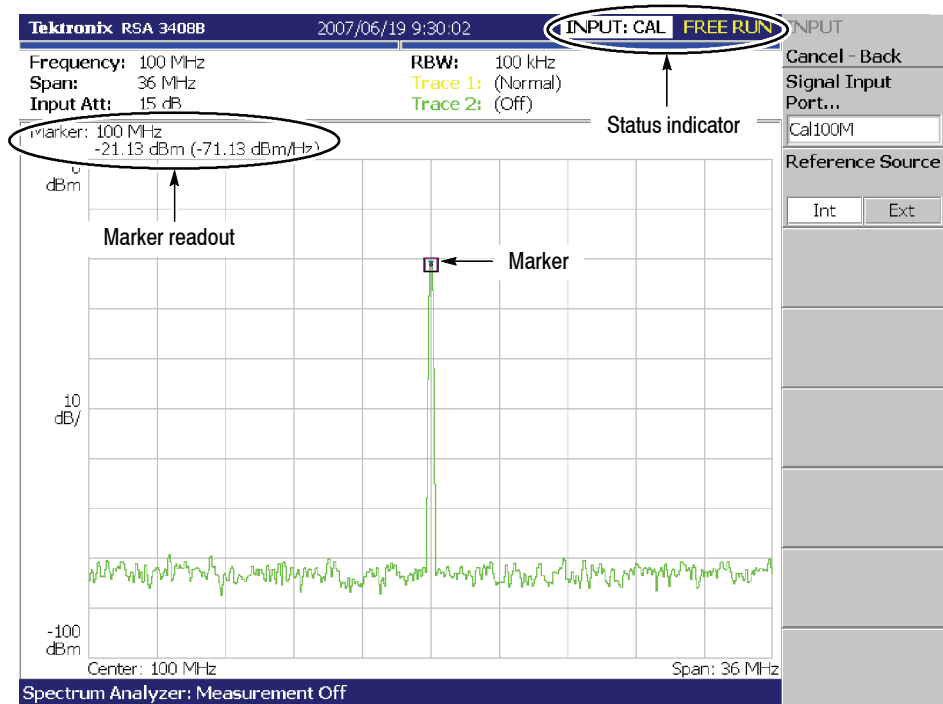 Tektronix RSA 3408B 2007/06/19 9:30:02 INPUT: CAL FREE RUN
INPUT
Cancel - Back
Frequency: 100 MHz RBW: 100 kHz
Span: 36 MHz Trace 1: (Normal)
Input Att: 15 dB Trace 2: (Off)
Signal Input
Port...
Cal100M
Status indicator
Marker: 100 MHz
-21.13 dBm (-71.13 dBm/Hz)
Reference Source
Int Ext
0
dBm
Marker readout
Marker
10
dB/
-100
dBm
Center: 100 MHz Span: 36 MHz
Spectrum Analyzer: Measurement Off